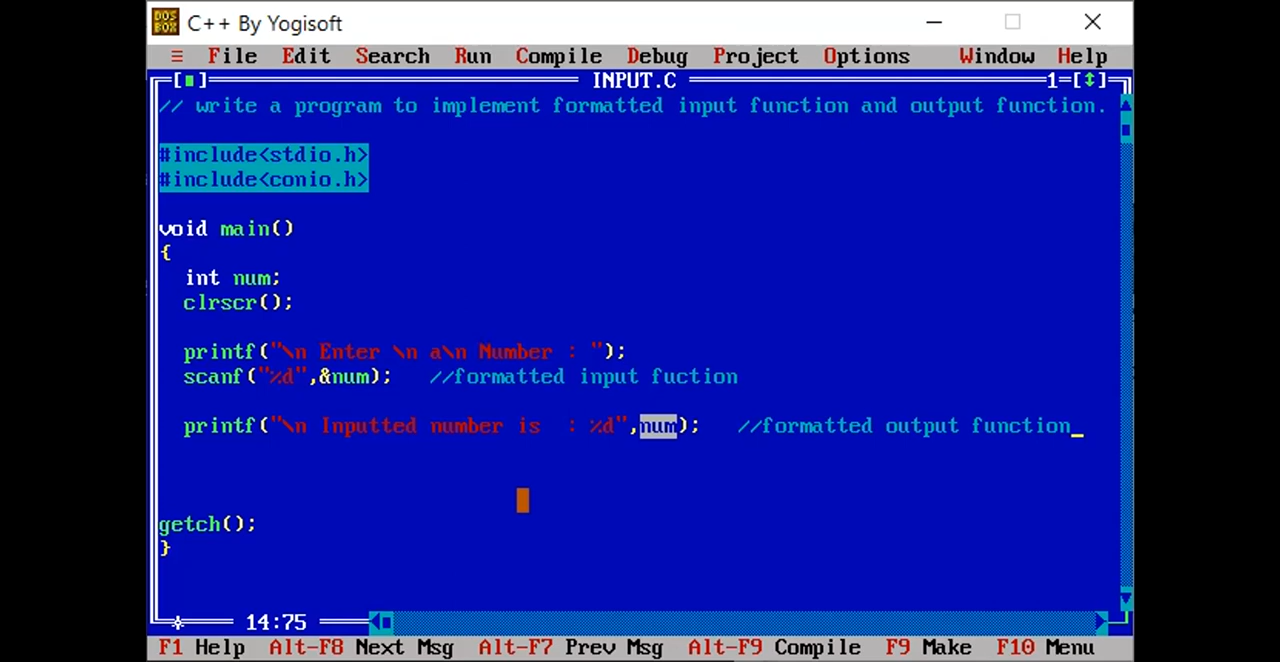 DOS BOX C++ By Yogisoft
≡ File Edit Search Run Compile Debug Project Options Window Help
[■] INPUT.C 1=[↕]
// write a program to implement formatted input function and output function.
#include<stdio.h>
#include<conio.h>
void main()
{
int num;
clrscr();
printf("\n Enter \n a\n Number : ");
scanf("%d",&num); //formatted input fuction
printf("\n Inputted number is  : %d",num); //formatted output function_
getch();
}
14:75
F1 Help Alt-F8 Next Msg Alt-F7 Prev Msg Alt-F9 Compile F9 Make F10 Menu